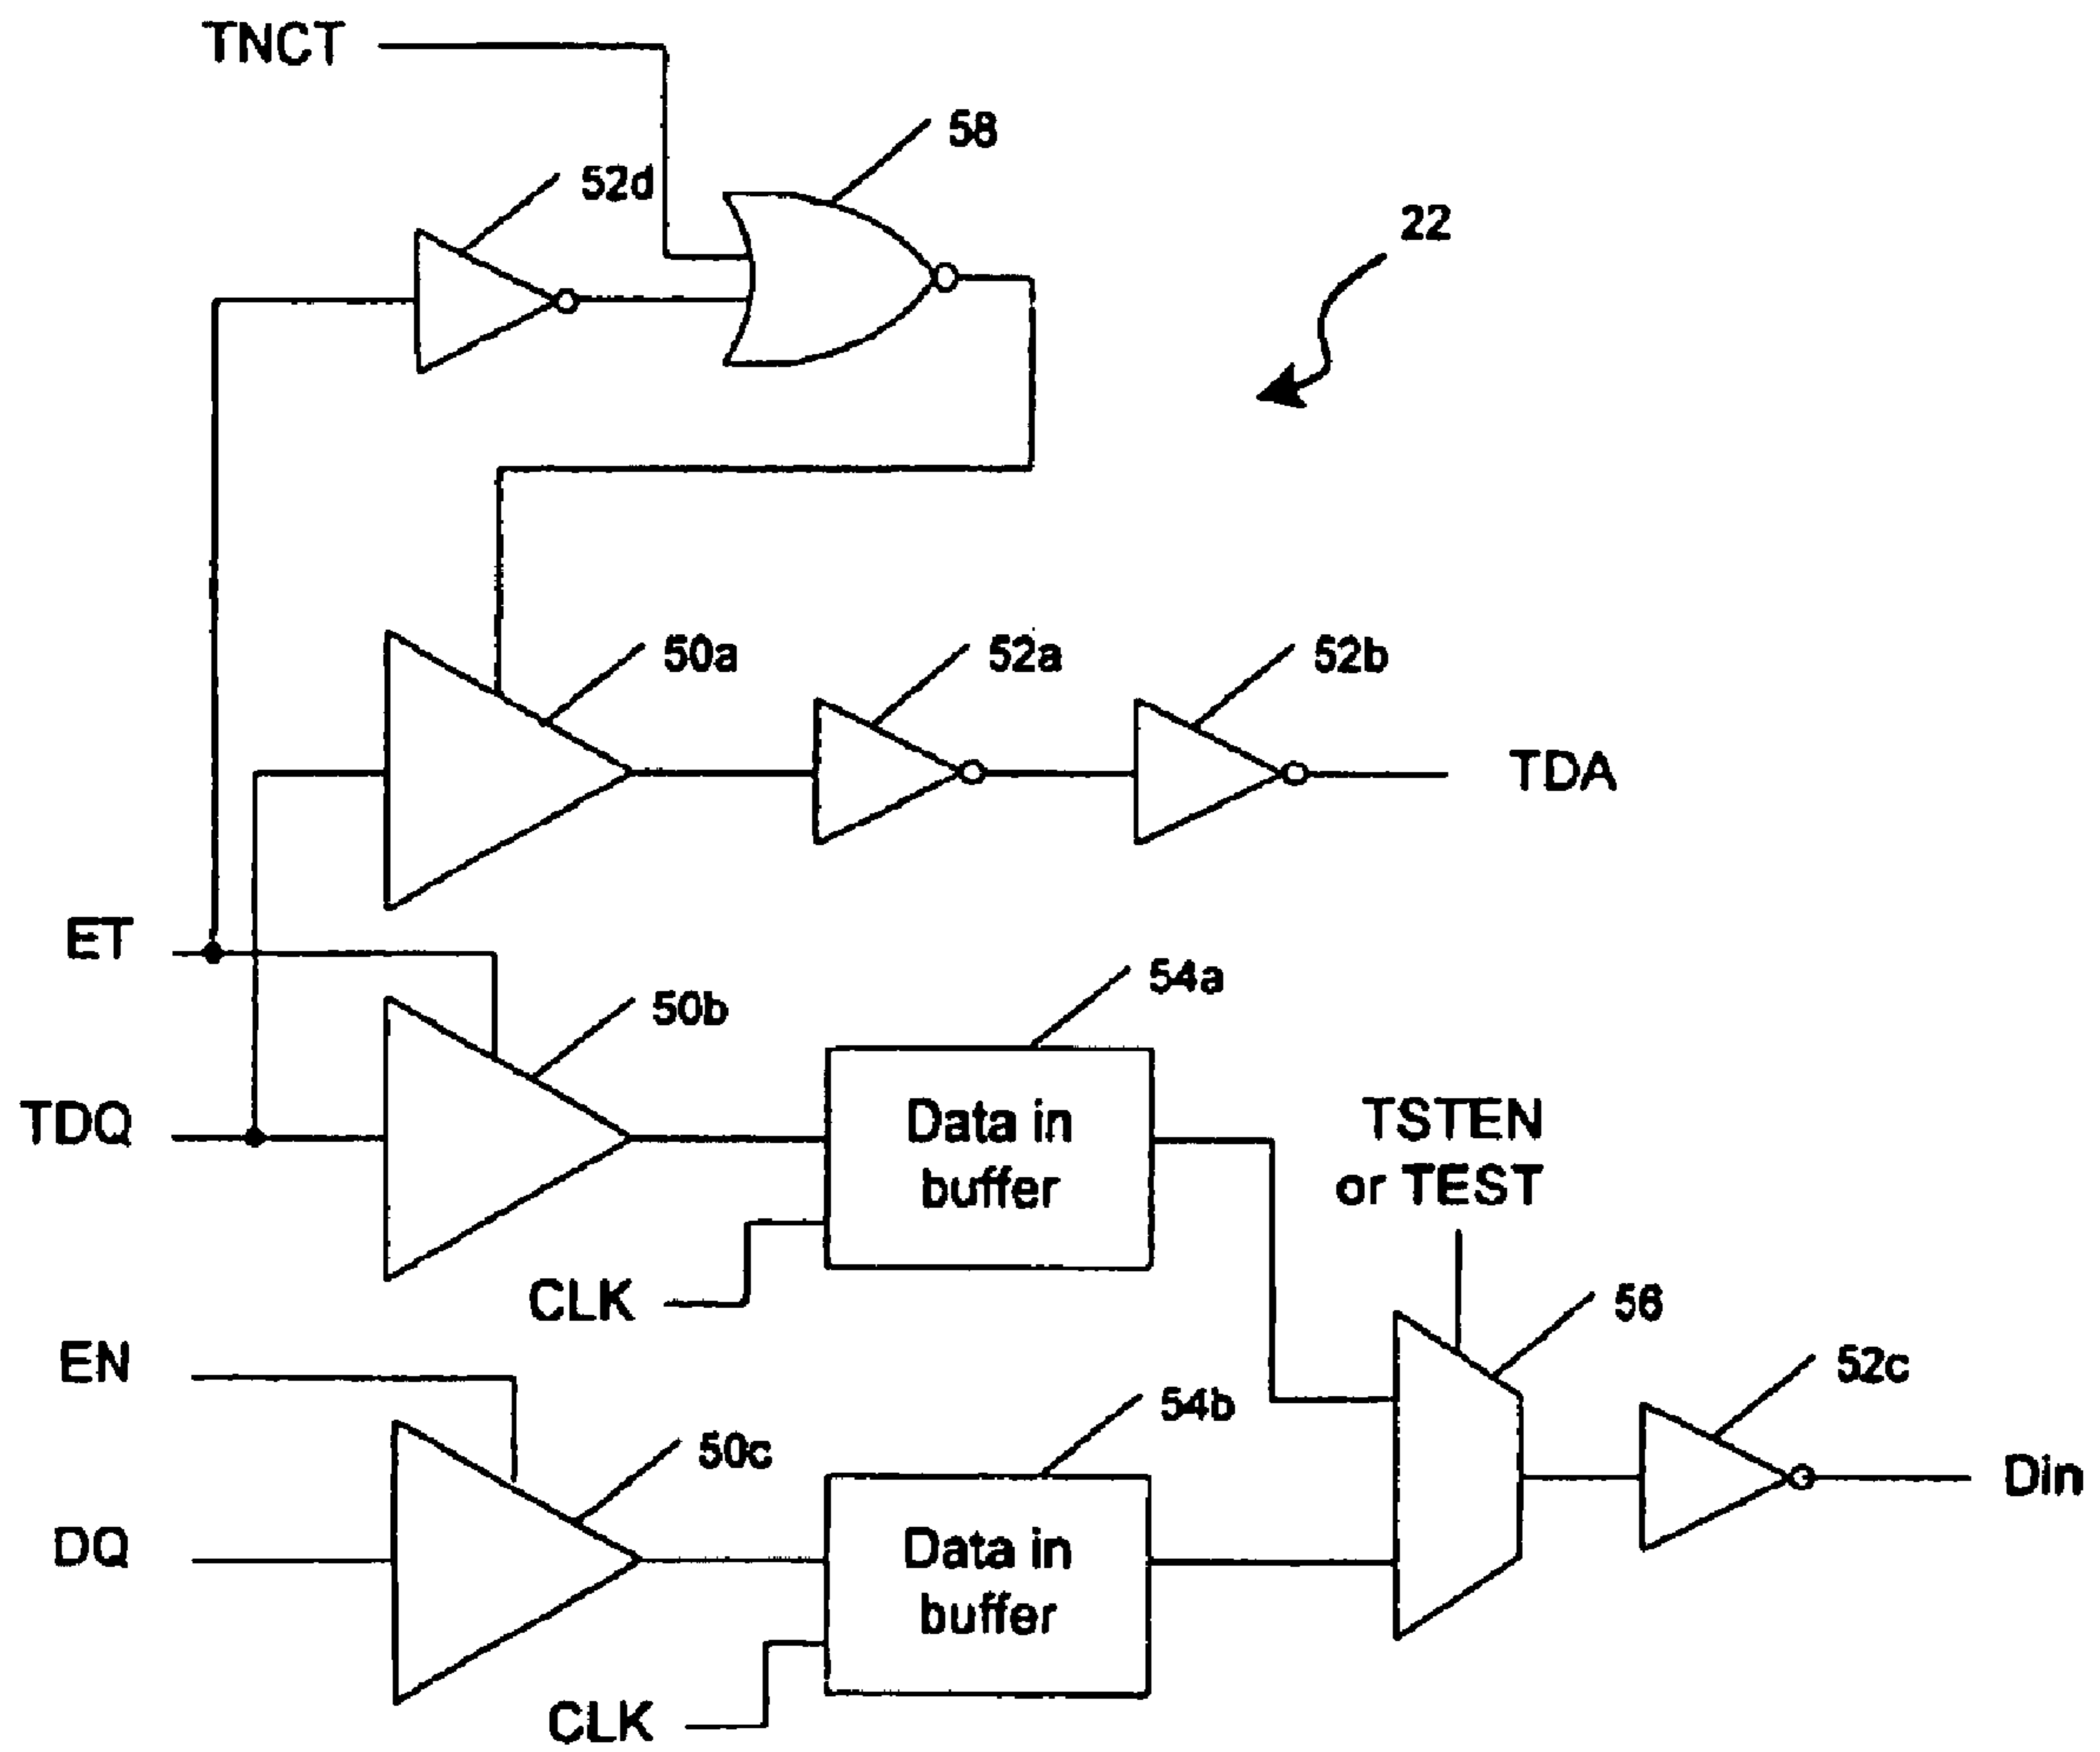 TNCT
58
52d
22
50a
52a
52b
TDA
ET
50b
54a
TDQ
Data in
buffer
TSTEN
or TEST
CLK
56
EN
52c
54b
50c
Din
DQ
Data in
buffer
CLK